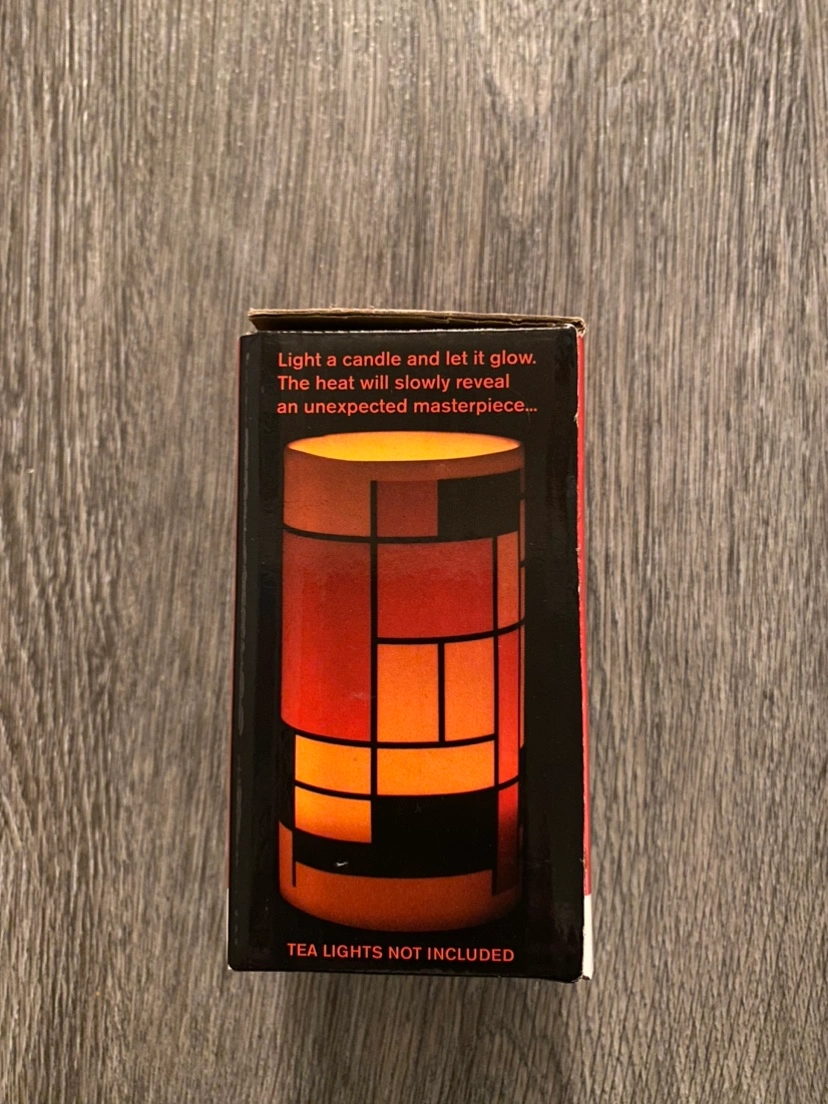 Light a candle and let it glow.
The heat will slowly reveal
an unexpected masterpiece...
TEA LIGHTS NOT INCLUDED